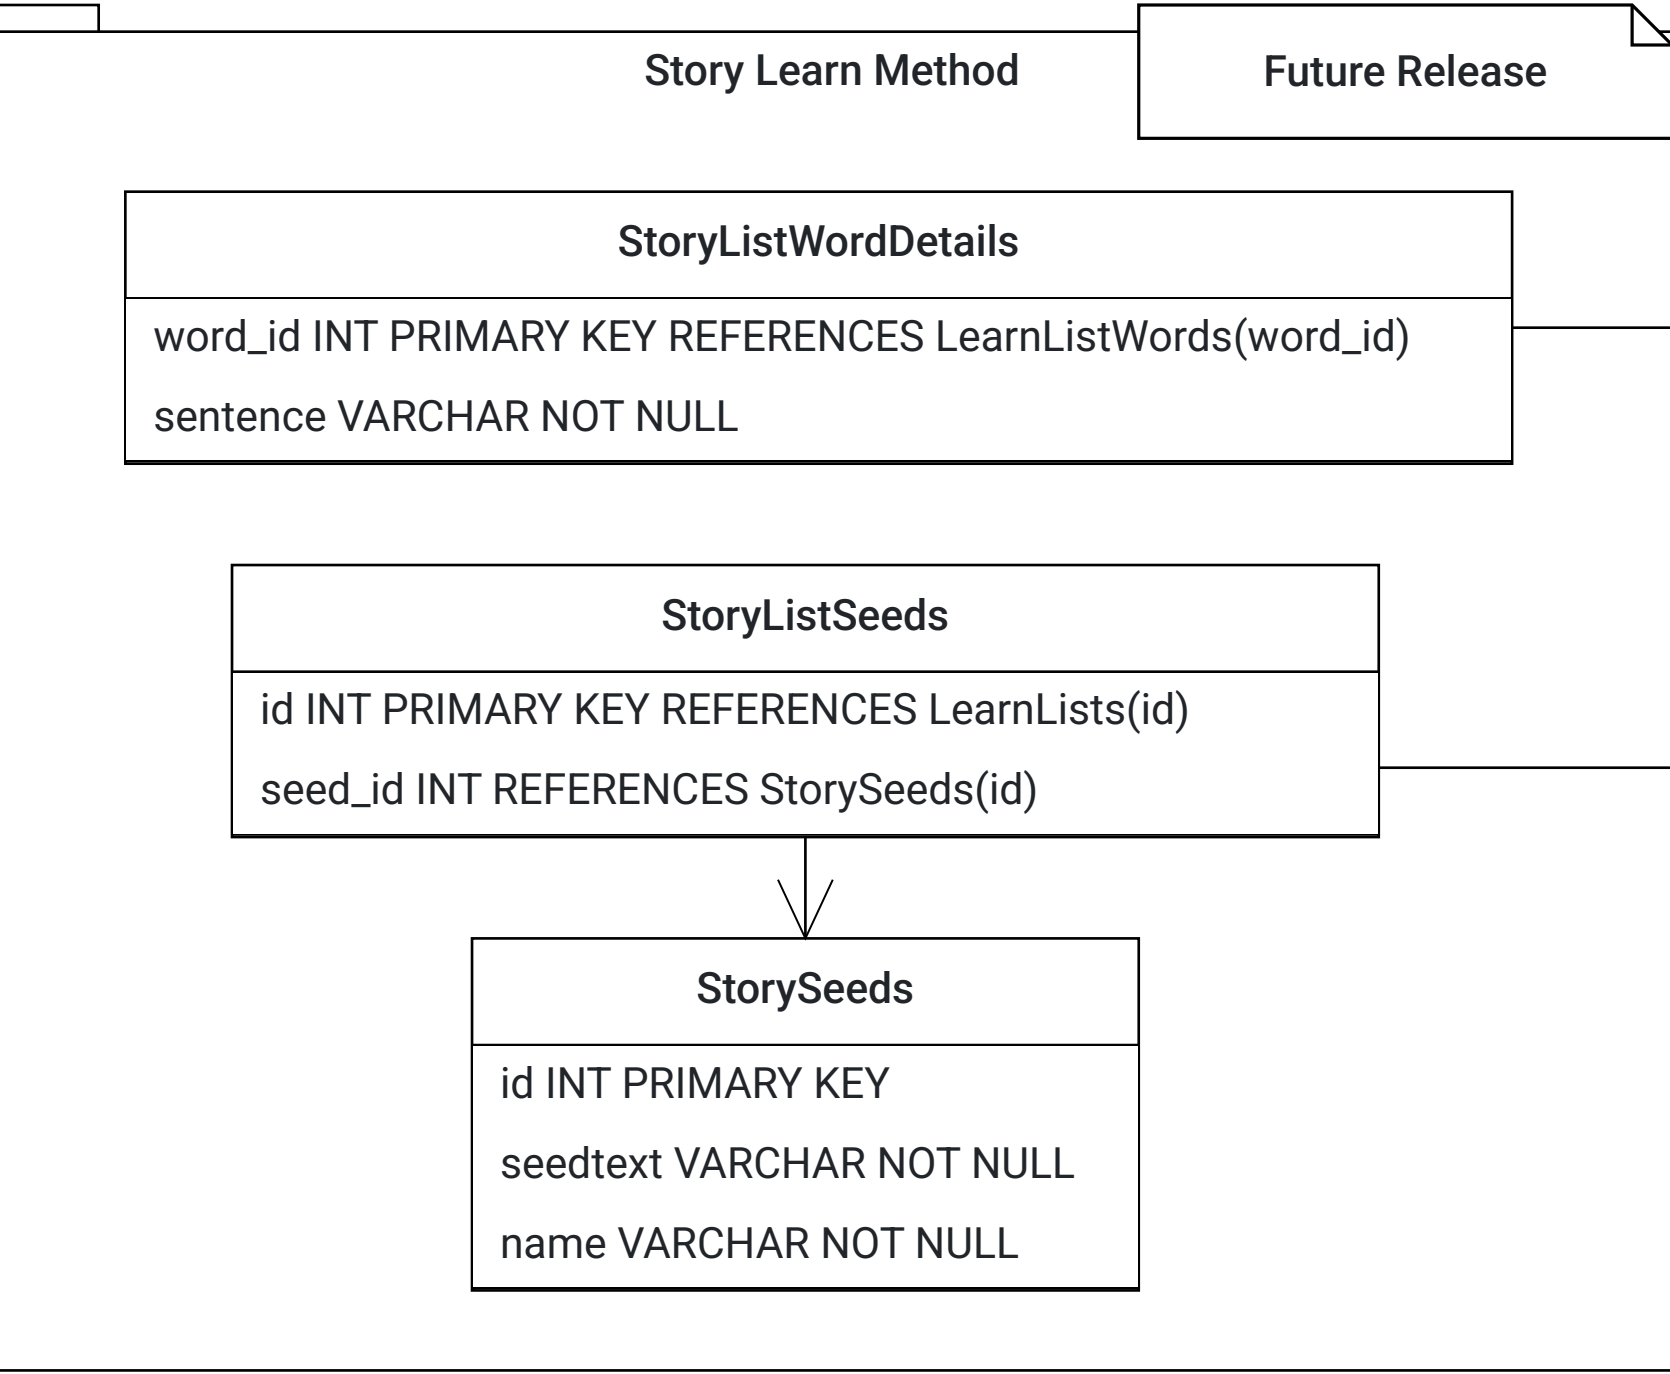 Story Learn Method
Future Release
StoryListWordDetails
word_id INT PRIMARY KEY REFERENCES LearnListWords(word_id)
sentence VARCHAR NOT NULL
StoryListSeeds
id INT PRIMARY KEY REFERENCES LearnLists(id)
seed_id INT REFERENCES StorySeeds(id)
StorySeeds
id INT PRIMARY KEY
seedtext VARCHAR NOT NULL
name VARCHAR NOT NULL